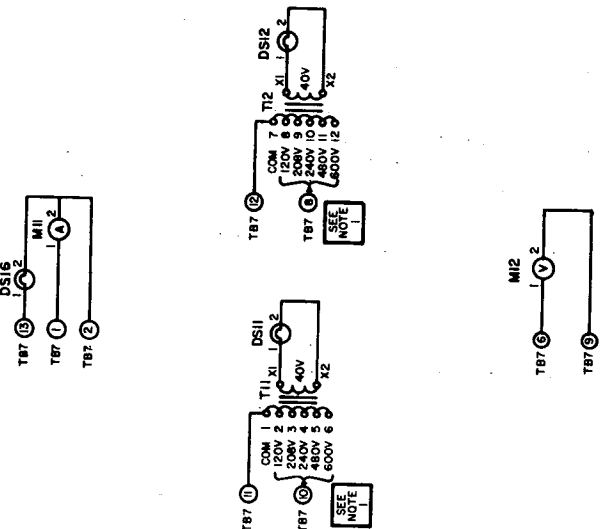 DS16
1 2
M11
1 A 2
TB7 13
TB7 1
TB7 2
DS12
1 2
T12 X1
40V
X2
TB7 12
COM 7
120V 8
208V 9
240V 10
480V 11
600V 12
TB7 8
SEE
NOTE
1
DS11
1 2
T11 X1
40V
X2
TB7 11
COM 1
120V 2
208V 3
240V 4
480V 5
600V 6
TB7 10
SEE
NOTE
1
M12
1 V 2
TB7 6
TB7 9